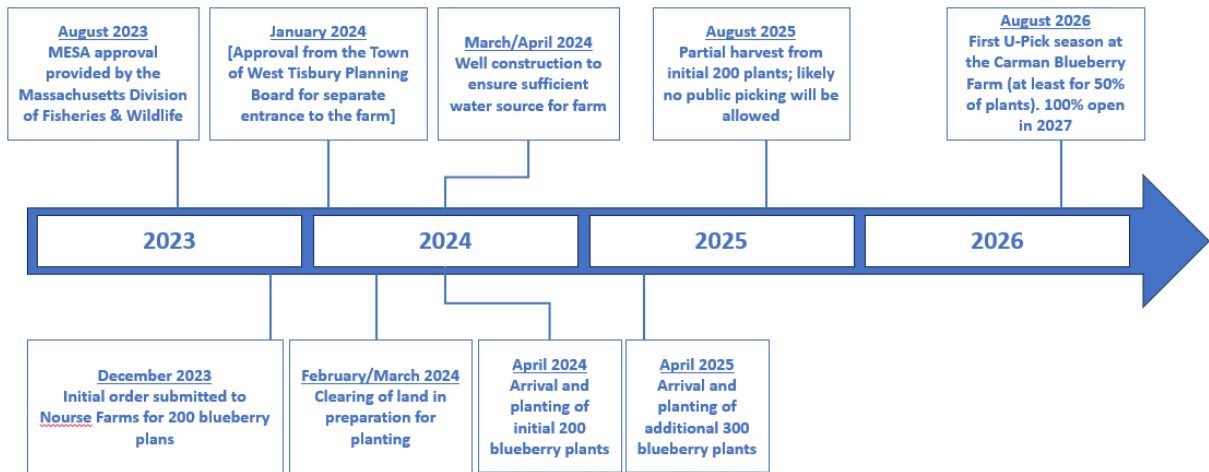 August 2023
MESA approval
provided by the
Massachusetts Division
of Fisheries & Wildlife
January 2024
[Approval from the Town
of West Tisbury Planning
Board for separate
entrance to the farm]
March/April 2024
Well construction to
ensure sufficient
water source for farm
August 2025
Partial harvest from
initial 200 plants; likely
no public picking will be
allowed
August 2026
First U-Pick season at
the Carman Blueberry
Farm (at least for 50%
of plants). 100% open
in 2027
2023
2024
2025
2026
December 2023
Initial order submitted to
Nourse Farms for 200 blueberry
plans
February/March 2024
Clearing of land in
preparation for
planting
April 2024
Arrival and
planting of
initial 200
blueberry plants
April 2025
Arrival and
planting of
additional 300
blueberry plants